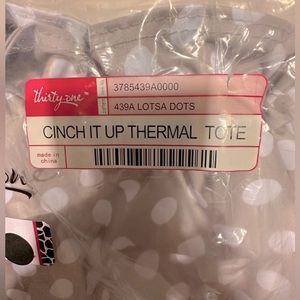 thirty-one
3785439A0000
439A LOTSA DOTS
CINCH IT UP THERMAL TOTE
made in
china